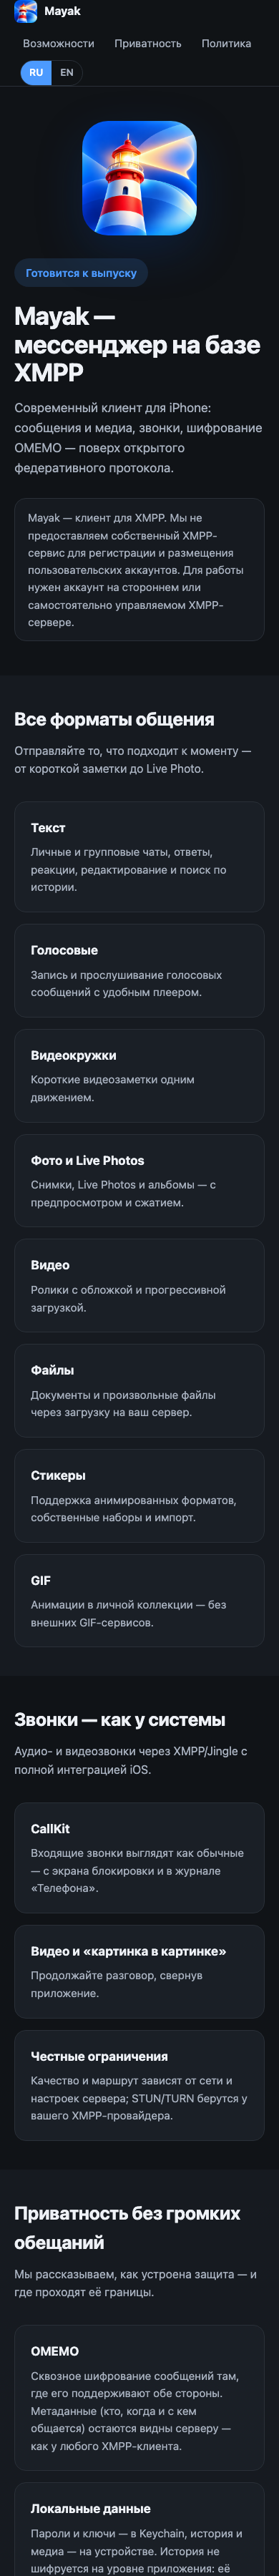 Mayak
Возможности
Приватность
Политика
RU
EN
Готовится к выпуску
Mayak —
мессенджер на базе
XMPP
Современный клиент для iPhone:
сообщения и медиа, звонки, шифрование
OMEMO — поверх открытого
федеративного протокола.
Mayak — клиент для XMPP. Мы не
предоставляем собственный XMPP-
сервис для регистрации и размещения
пользовательских аккаунтов. Для работы
нужен аккаунт на стороннем или
самостоятельно управляемом XMPP-
сервере.
Все форматы общения
Отправляйте то, что подходит к моменту —
от короткой заметки до Live Photo.
Текст
Личные и групповые чаты, ответы,
реакции, редактирование и поиск по
истории.
Голосовые
Запись и прослушивание голосовых
сообщений с удобным плеером.
Видеокружки
Короткие видеозаметки одним
движением.
Фото и Live Photos
Снимки, Live Photos и альбомы — с
предпросмотром и сжатием.
Видео
Ролики с обложкой и прогрессивной
загрузкой.
Файлы
Документы и произвольные файлы
через загрузку на ваш сервер.
Стикеры
Поддержка анимированных форматов,
собственные наборы и импорт.
GIF
Анимации в личной коллекции — без
внешних GIF-сервисов.
Звонки — как у системы
Аудио- и видеозвонки через XMPP/Jingle с
полной интеграцией iOS.
CallKit
Входящие звонки выглядят как обычные
— с экрана блокировки и в журнале
«Телефона».
Видео и «картинка в картинке»
Продолжайте разговор, свернув
приложение.
Честные ограничения
Качество и маршрут зависят от сети и
настроек сервера; STUN/TURN берутся у
вашего XMPP-провайдера.
Приватность без громких
обещаний
Мы рассказываем, как устроена защита — и
где проходят её границы.
OMEMO
Сквозное шифрование сообщений там,
где его поддерживают обе стороны.
Метаданные (кто, когда и с кем
общается) остаются видны серверу —
как у любого XMPP-клиента.
Локальные данные
Пароли и ключи — в Keychain, история и
медиа — на устройстве. История не
шифруется на уровне приложения: её